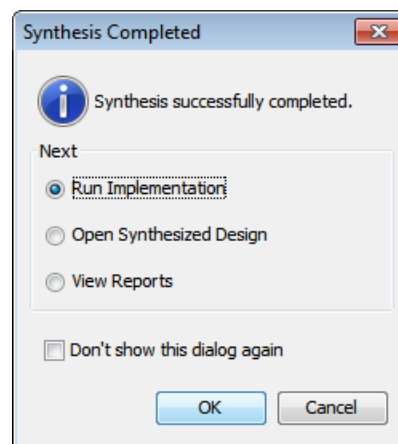 Synthesis Completed
Synthesis successfully completed.
Next
Run Implementation
Open Synthesized Design
View Reports
Don't show this dialog again
OK
Cancel